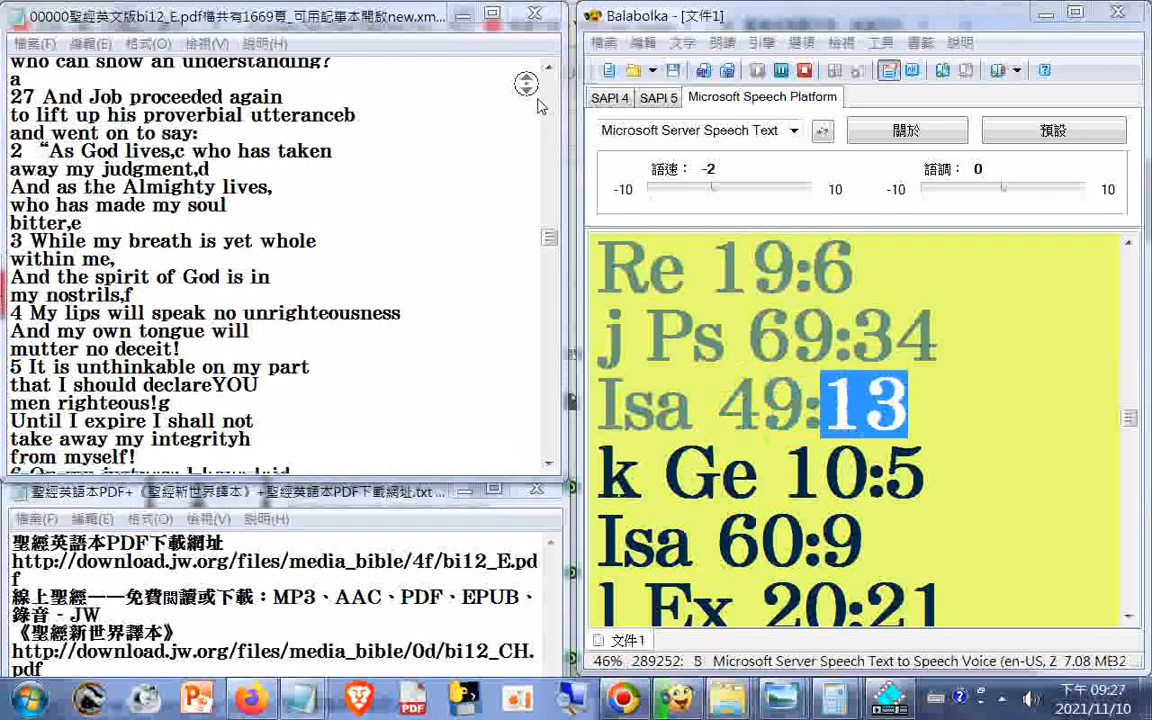 00000聖經英文版bi12_E.pdf檔共有1669頁_可用記事本開啟new.xm...
檔案(F) 編輯(E) 格式(O) 檢視(V) 說明(H)
who can show an understanding?
a
27 And Job proceeded again
to lift up his proverbial utteranceb
and went on to say:
2 “As God lives,c who has taken
away my judgment,d
And as the Almighty lives,
who has made my soul
bitter,e
3 While my breath is yet whole
within me,
And the spirit of God is in
my nostrils,f
4 My lips will speak no unrighteousness
And my own tongue will
mutter no deceit!
5 It is unthinkable on my part
that I should declareYOU
men righteous!g
Until I expire I shall not
take away my integrityh
from myself!
聖經英語本PDF+《聖經新世界譯本》+聖經英語本PDF下載網址.txt ...
檔案(F) 編輯(E) 格式(O) 檢視(V) 說明(H)
聖經英語本PDF下載網址
http://download.jw.org/files/media_bible/4f/bi12_E.pd
f
線上聖經——免費閱讀或下載：MP3、AAC、PDF、EPUB、
錄音 - JW
《聖經新世界譯本》
http://download.jw.org/files/media_bible/0d/bi12_CH.
pdf
Balabolka - [文件1]
檔案 編輯 文字 朗讀 引擎 選項 檢視 工具 書籤 說明
SAPI 4 SAPI 5 Microsoft Speech Platform
Microsoft Server Speech Text 關於 預設
語速： -2 語調： 0
-10 10 -10 10
Re 19:6
j Ps 69:34
Isa 49:13
k Ge 10:5
Isa 60:9
l Ex 20:21
文件1
46% 289252: B Microsoft Server Speech Text to Speech Voice (en-US, Z 7.08 MB
下午 09:27
2021/11/10